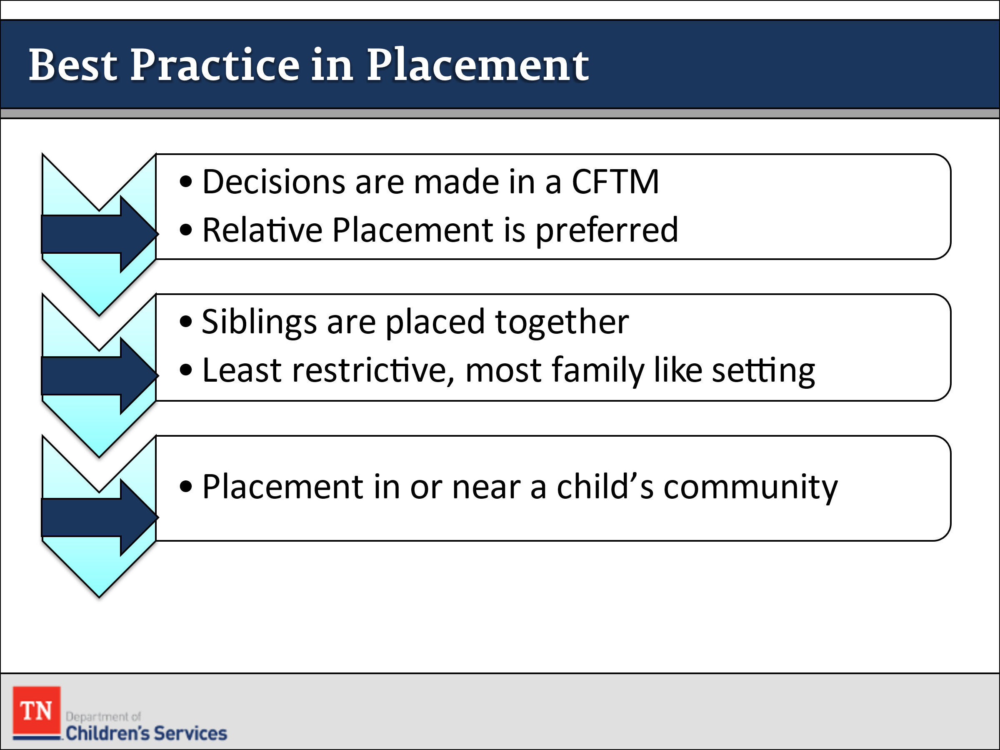 Best Practice in Placement
• Decisions are made in a CFTM
• Relative Placement is preferred
• Siblings are placed together
• Least restrictive, most family like setting
• Placement in or near a child’s community
TN
Department of
Children's Services